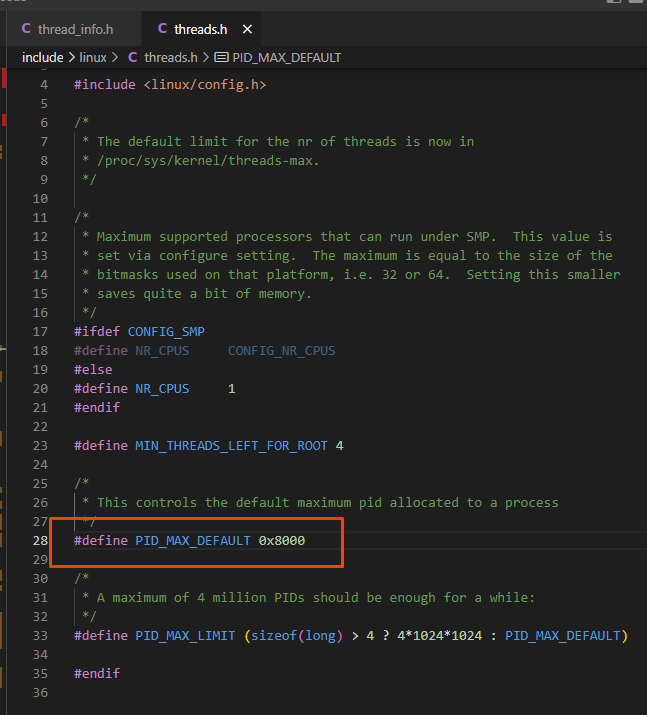 C thread_info.h C threads.h ×
include > linux > C threads.h > PID_MAX_DEFAULT
4 #include <linux/config.h>
5
6 /*
7  * The default limit for the nr of threads is now in
8  * /proc/sys/kernel/threads-max.
9  */
10
11 /*
12  * Maximum supported processors that can run under SMP.  This value is
13  * set via configure setting.  The maximum is equal to the size of the
14  * bitmasks used on that platform, i.e. 32 or 64.  Setting this smaller
15  * saves quite a bit of memory.
16  */
17 #ifdef CONFIG_SMP
18 #define NR_CPUS     CONFIG_NR_CPUS
19 #else
20 #define NR_CPUS     1
21 #endif
22
23 #define MIN_THREADS_LEFT_FOR_ROOT 4
24
25 /*
26  * This controls the default maximum pid allocated to a process
27  */
28 #define PID_MAX_DEFAULT 0x8000
29
30 /*
31  * A maximum of 4 million PIDs should be enough for a while:
32  */
33 #define PID_MAX_LIMIT (sizeof(long) > 4 ? 4*1024*1024 : PID_MAX_DEFAULT)
34
35 #endif
36